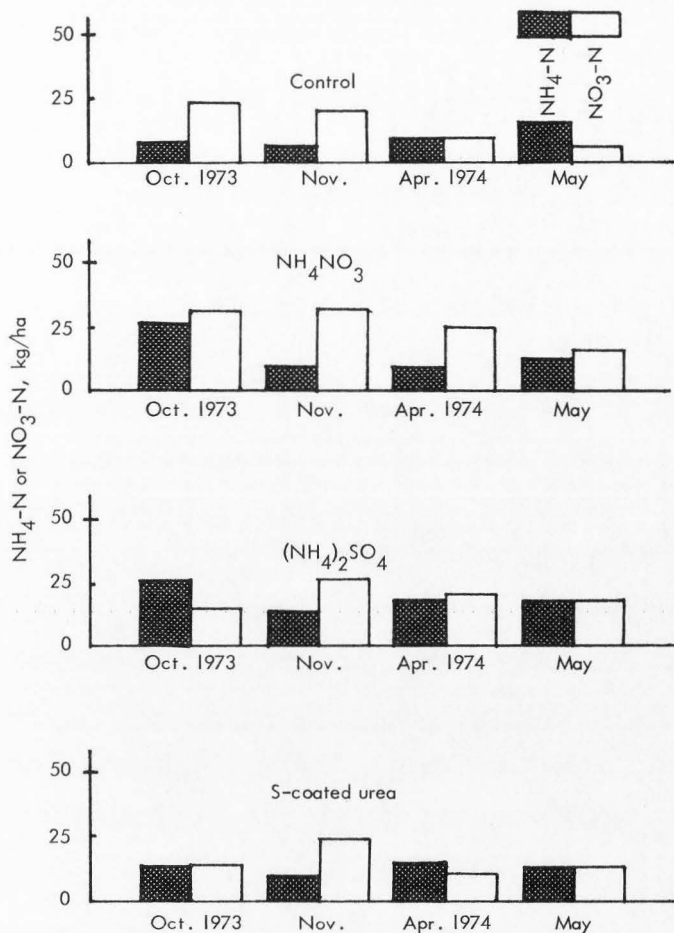 NH4-N or NO3-N, kg/ha
50
25
0
Control
NH4-N
NO3-N
Oct. 1973 Nov. Apr. 1974 May
50
25
0
NH4NO3
Oct. 1973 Nov. Apr. 1974 May
50
25
0
(NH4)2SO4
Oct. 1973 Nov. Apr. 1974 May
50
25
0
S-coated urea
Oct. 1973 Nov. Apr. 1974 May